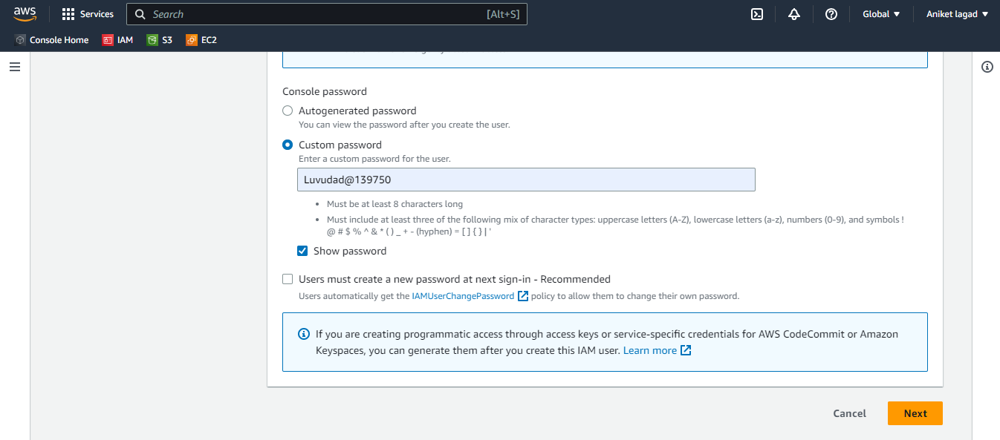 aws
Services
Search
[Alt+S]
Global
Aniket lagad
Console Home
IAM
S3
EC2
Console password
Autogenerated password
You can view the password after you create the user.
Custom password
Enter a custom password for the user.
Luvudad@139750
• Must be at least 8 characters long
• Must include at least three of the following mix of character types: uppercase letters (A-Z), lowercase letters (a-z), numbers (0-9), and symbols !
@ # $ % ^ & * ( ) _ + - (hyphen) = [ ] { } | '
Show password
Users must create a new password at next sign-in - Recommended
Users automatically get the IAMUserChangePassword policy to allow them to change their own password.
If you are creating programmatic access through access keys or service-specific credentials for AWS CodeCommit or Amazon
Keyspaces, you can generate them after you create this IAM user. Learn more
Cancel
Next